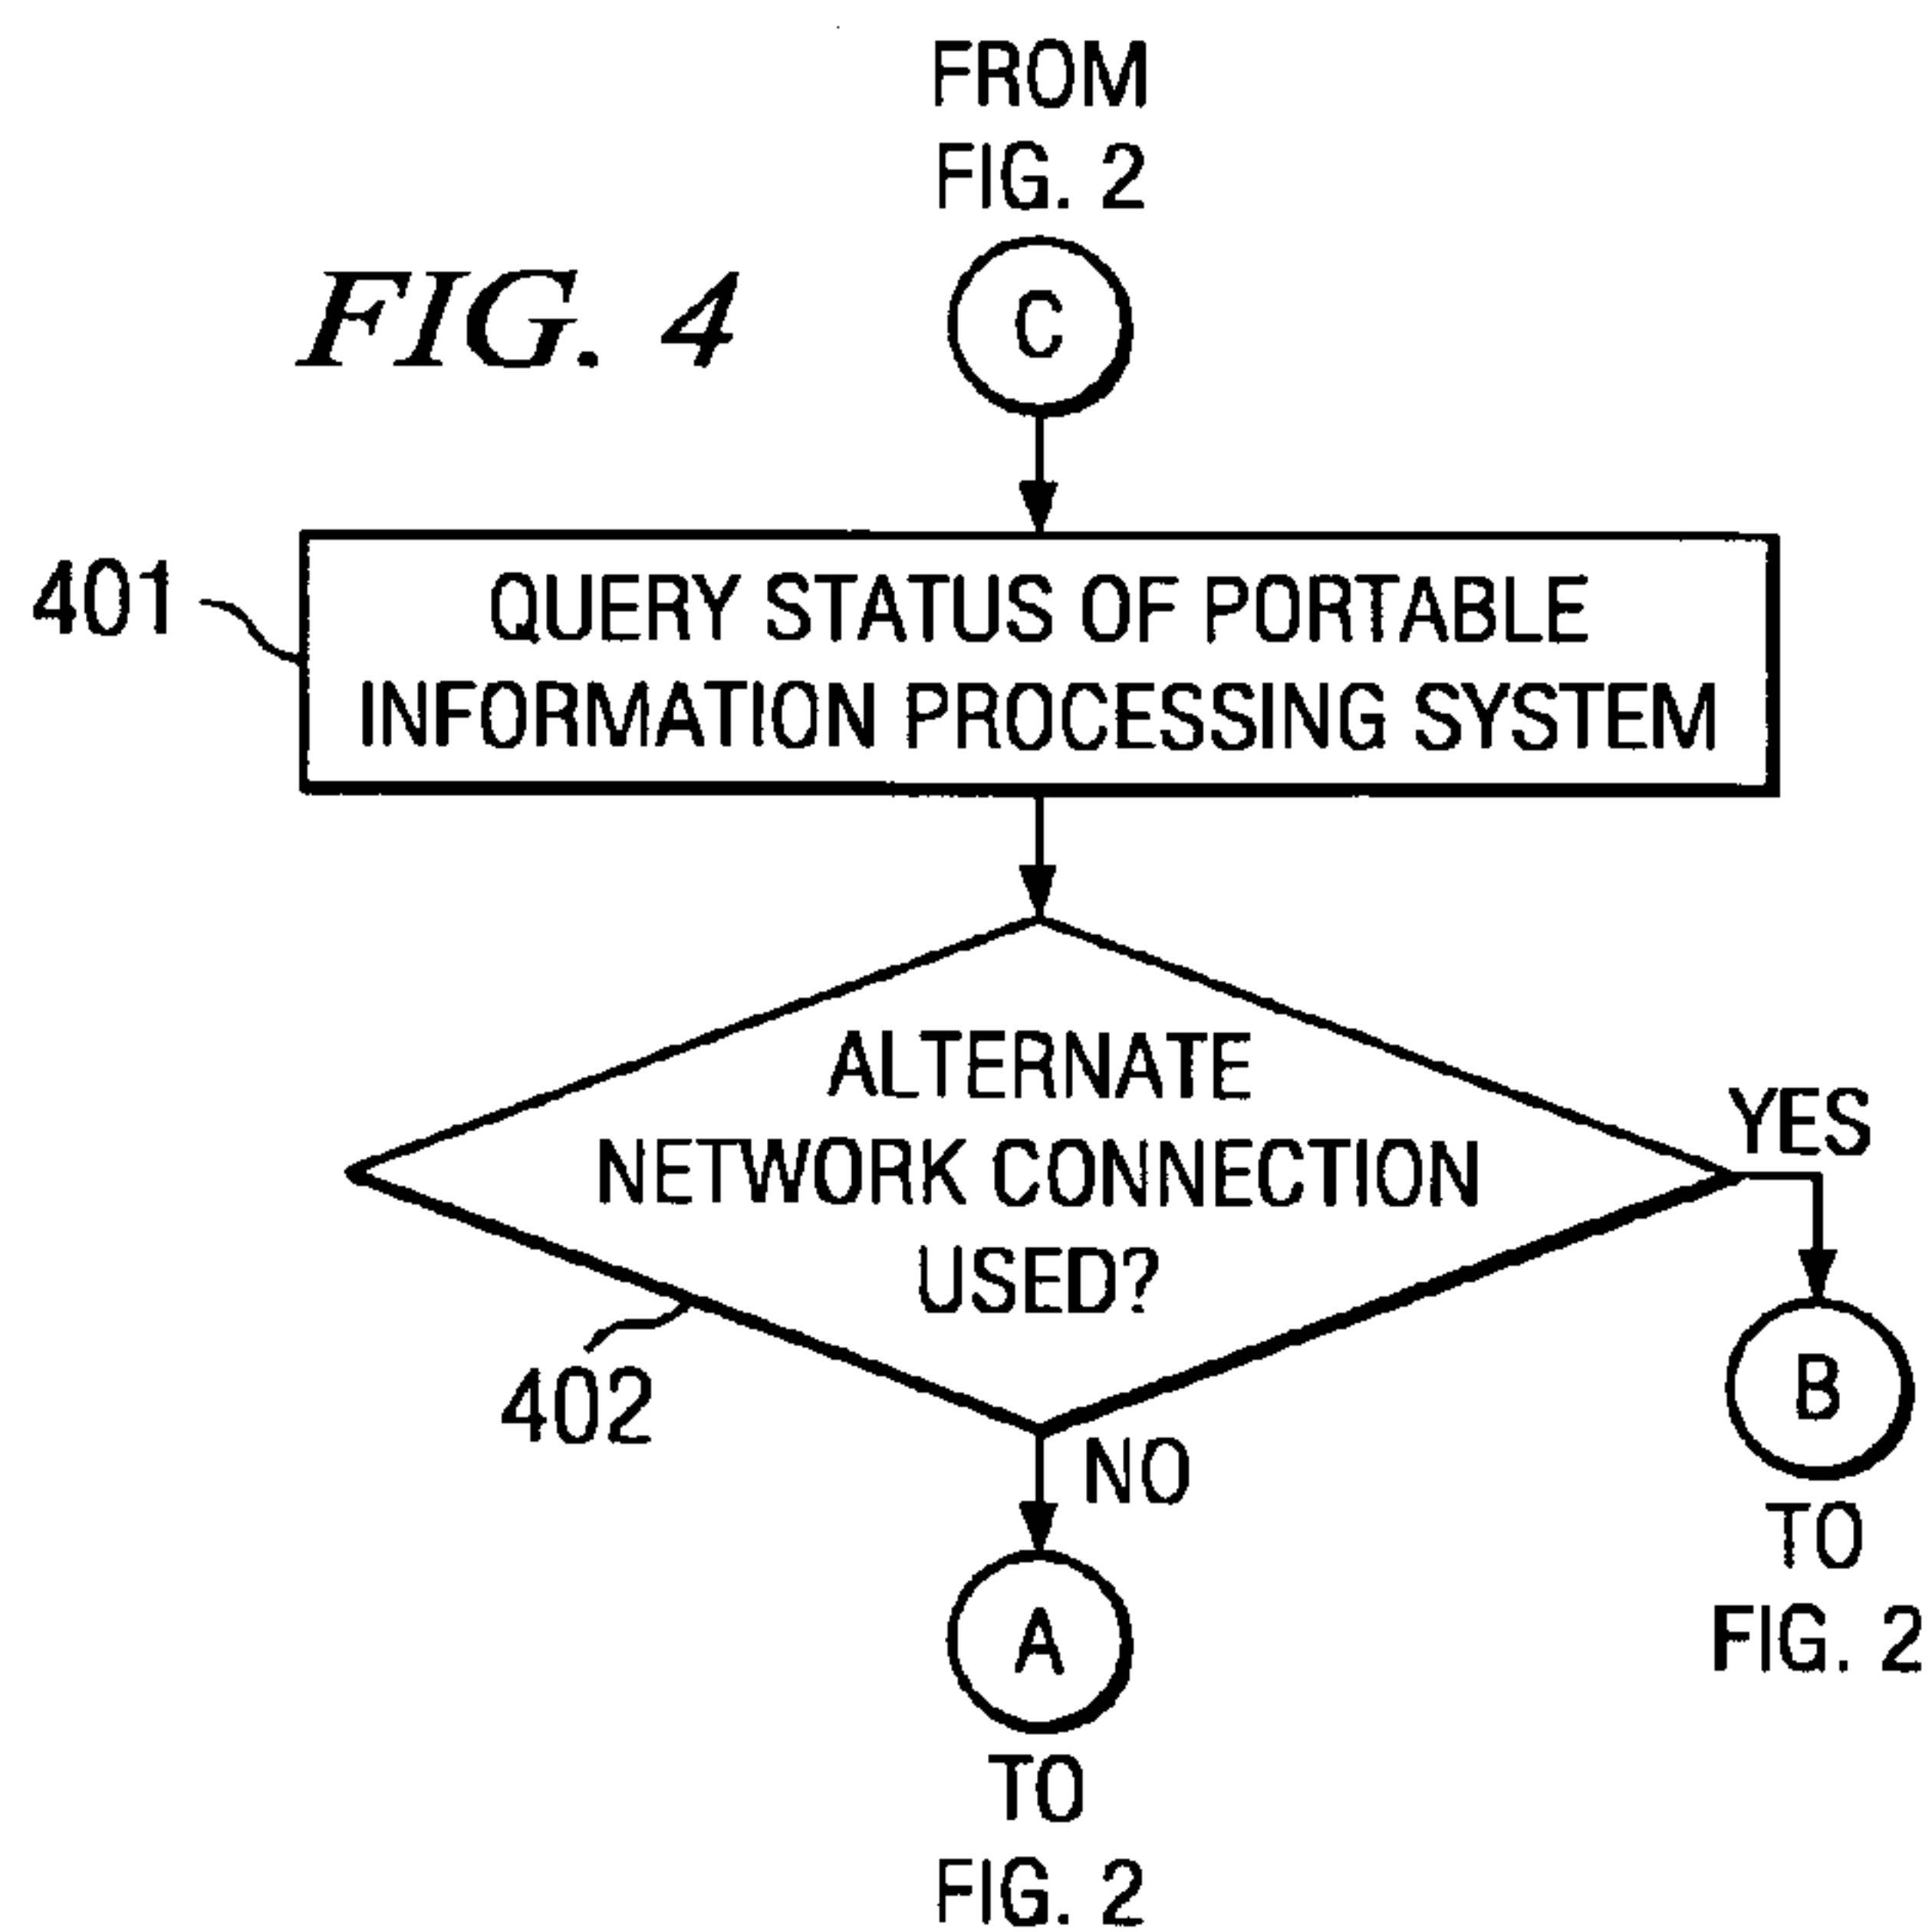 FROM
FIG. 2
FIG. 4
C
401
QUERY STATUS OF PORTABLE
INFORMATION PROCESSING SYSTEM
ALTERNATE
NETWORK CONNECTION
USED?
YES
402
NO
B
TO
FIG. 2
A
TO
FIG. 2